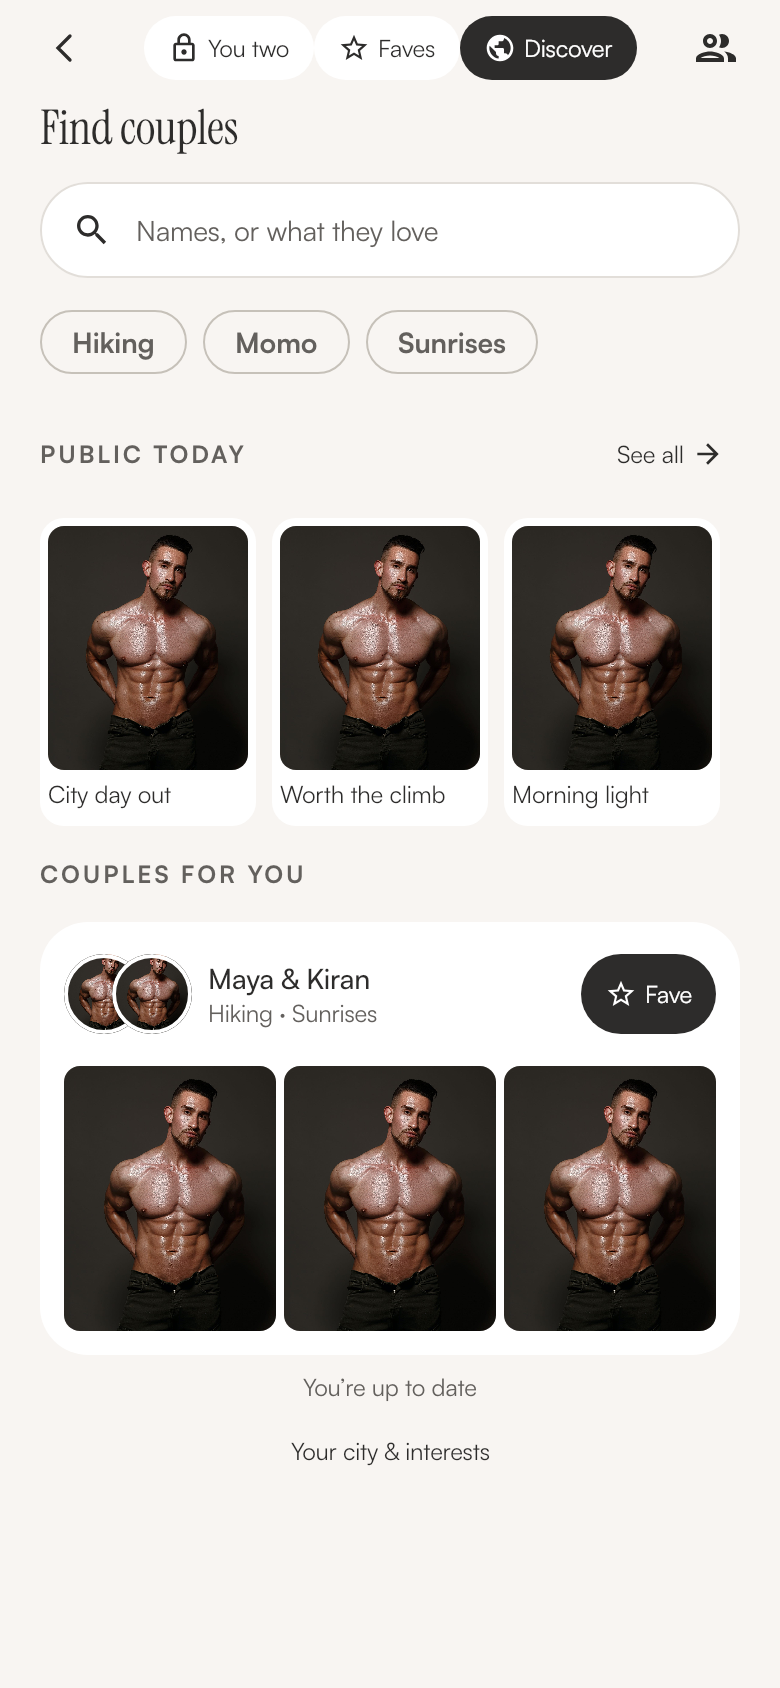 You two
Faves
Discover
Find couples
Names, or what they love
Hiking
Momo
Sunrises
PUBLIC TODAY
See all
City day out
Worth the climb
Morning light
COUPLES FOR YOU
Maya & Kiran
Hiking · Sunrises
Fave
You’re up to date
Your city & interests